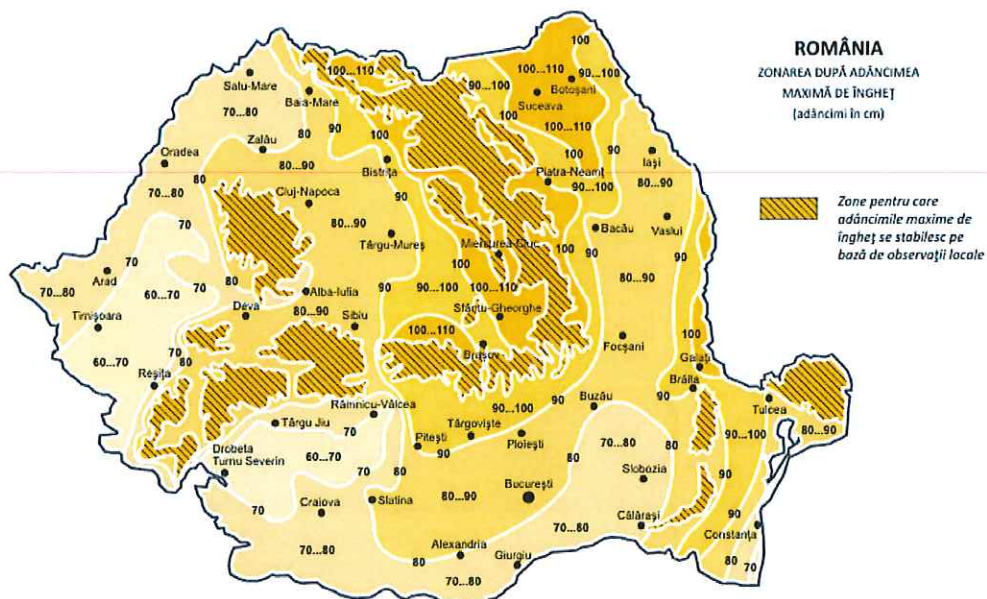 ROMÂNIA
ZONAREA DUPĂ ADÂNCIMEA
MAXIMĂ DE ÎNGHEȚ
(adâncimi în cm)
Zone pentru care
adâncimile maxime de
îngheț se stabilesc pe
bază de observații locale
100
100...110
100...110
90...100
Botoșani
Satu-Mare
Baia-Mare
90...100
Suceava
70...80
80
90
100
100
100...110
Zalău
Oradea
80...90
Bistrița
100
Iași
80
Piatra-Neamț
90...100
80...90
70...80
Cluj-Napoca
90
70
80...90
Târgu-Mureș
Bacău
Vaslui
Miercurea-Ciuc
100
90
90
70
100
Arad
70...80
60...70
70
80
Alba-Iulia
90
90...100
100...110
100
80...90
Deva
80...90
Sfântu-Gheorghe
Timișoara
Sibiu
100...110
Focșani
100
70
Brașov
60...70
80
Galați
Reșița
Brăila
90
Râmnicu-Vâlcea
90...100
90
Buzău
Tulcea
Târgu Jiu
70
Târgoviște
80...90
Pitești
90
Ploiești
70...80
80
90...100
Drobeta
Turnu Severin
60...70
70
80
80
Slobozia
90
București
70
Craiova
Slatina
80...90
90
Călărași
Constanța
70...80
70...80
Alexandria
80
Giurgiu
80
70
70...80